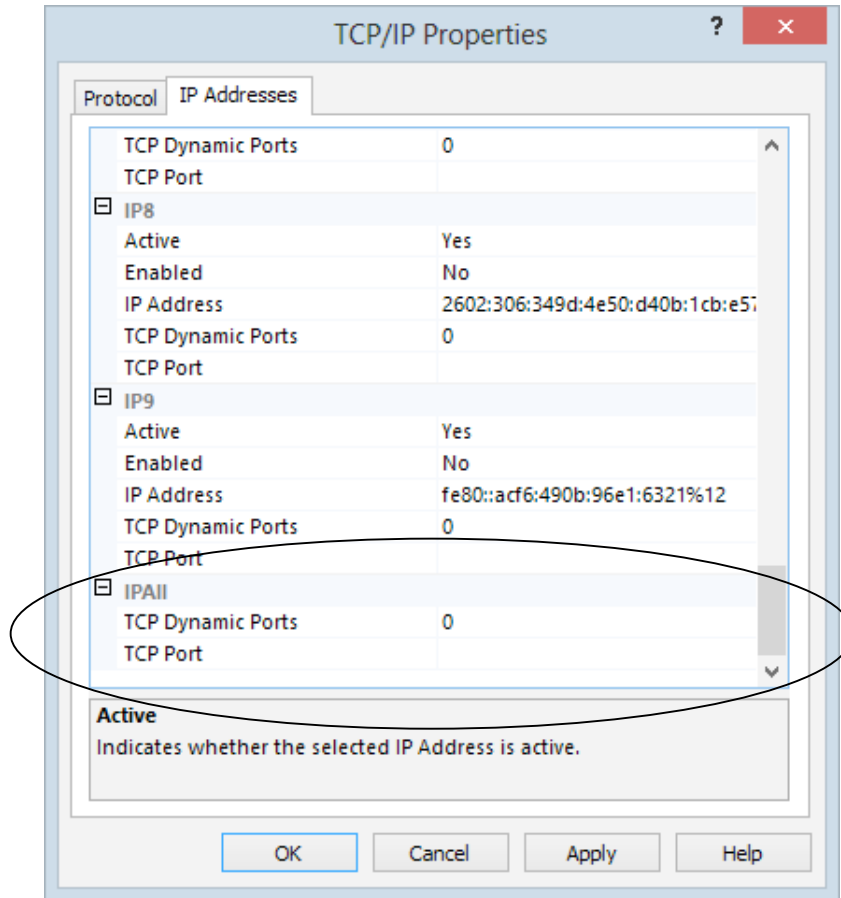 TCP/IP Properties ? ×
Protocol IP Addresses
TCP Dynamic Ports 0
TCP Port
IP8
Active Yes
Enabled No
IP Address 2602:306:349d:4e50:d40b:1cb:e57
TCP Dynamic Ports 0
TCP Port
IP9
Active Yes
Enabled No
IP Address fe80::acf6:490b:96e1:6321%12
TCP Dynamic Ports 0
TCP Port
IPAll
TCP Dynamic Ports 0
TCP Port
Active
Indicates whether the selected IP Address is active.
OK Cancel Apply Help